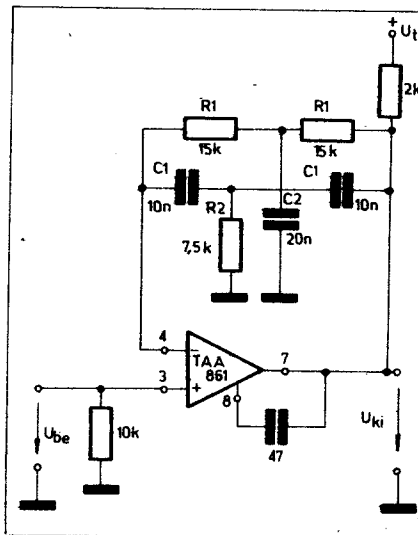 +
Ut
2k
R1
R1
15k
15k
C1
C1
10n
R2
C2
10n
7,5k
20n
4
−
TAA
861
7
3
+
8
Ube
10k
47
Uki